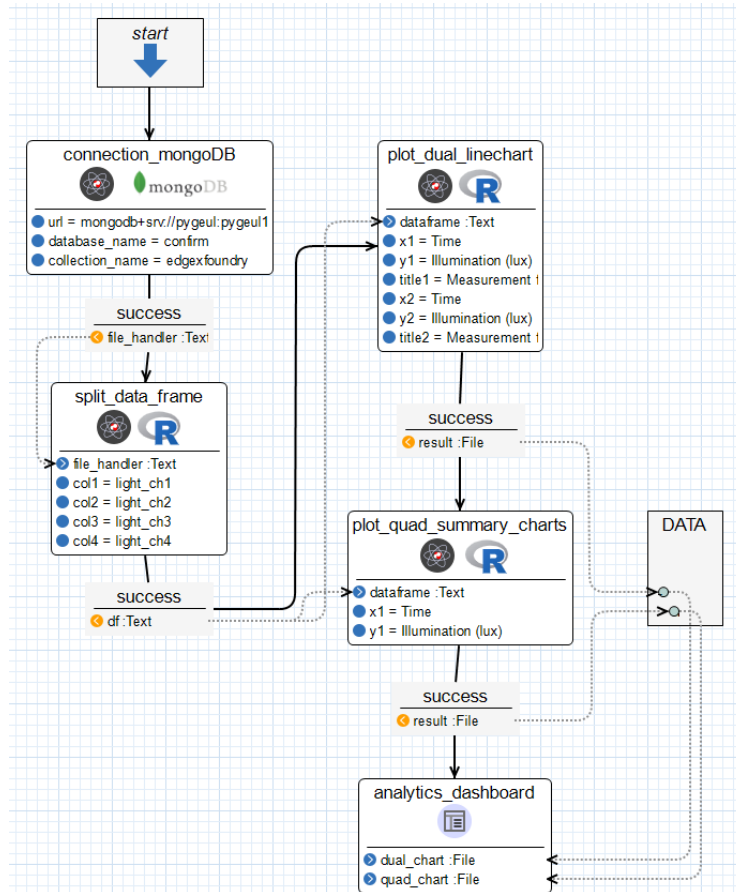 start
connection_mongoDB
mongoDB
url = mongodb+srv://pygeul:pygeul1
database_name = confirm
collection_name = edgexfoundry
success
file_handler :Text
split_data_frame
R
file_handler :Text
col1 = light_ch1
col2 = light_ch2
col3 = light_ch3
col4 = light_ch4
success
df :Text
plot_dual_linechart
R
dataframe :Text
x1 = Time
y1 = Illumination (lux)
title1 = Measurement
x2 = Time
y2 = Illumination (lux)
title2 = Measurement
success
result :File
plot_quad_summary_charts
R
dataframe :Text
x1 = Time
y1 = Illumination (lux)
success
result :File
DATA
analytics_dashboard
dual_chart :File
quad_chart :File